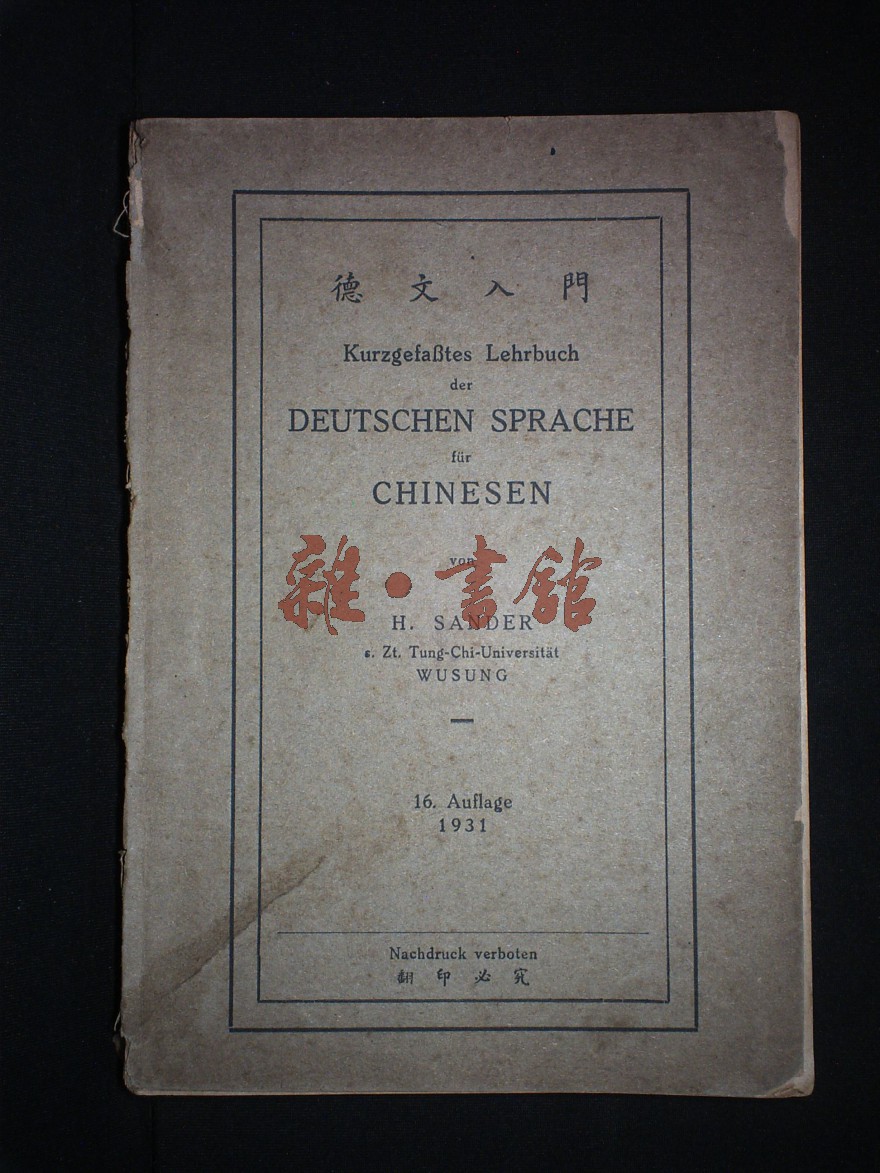 德文入門
Kurzgefaßtes Lehrbuch
der
DEUTSCHEN SPRACHE
für
CHINESEN
von
雜·書館
H. SANDER
s. Zt. Tung-Chi-Universität
WUSUNG
16. Auflage
1931
Nachdruck verboten
翻印必究